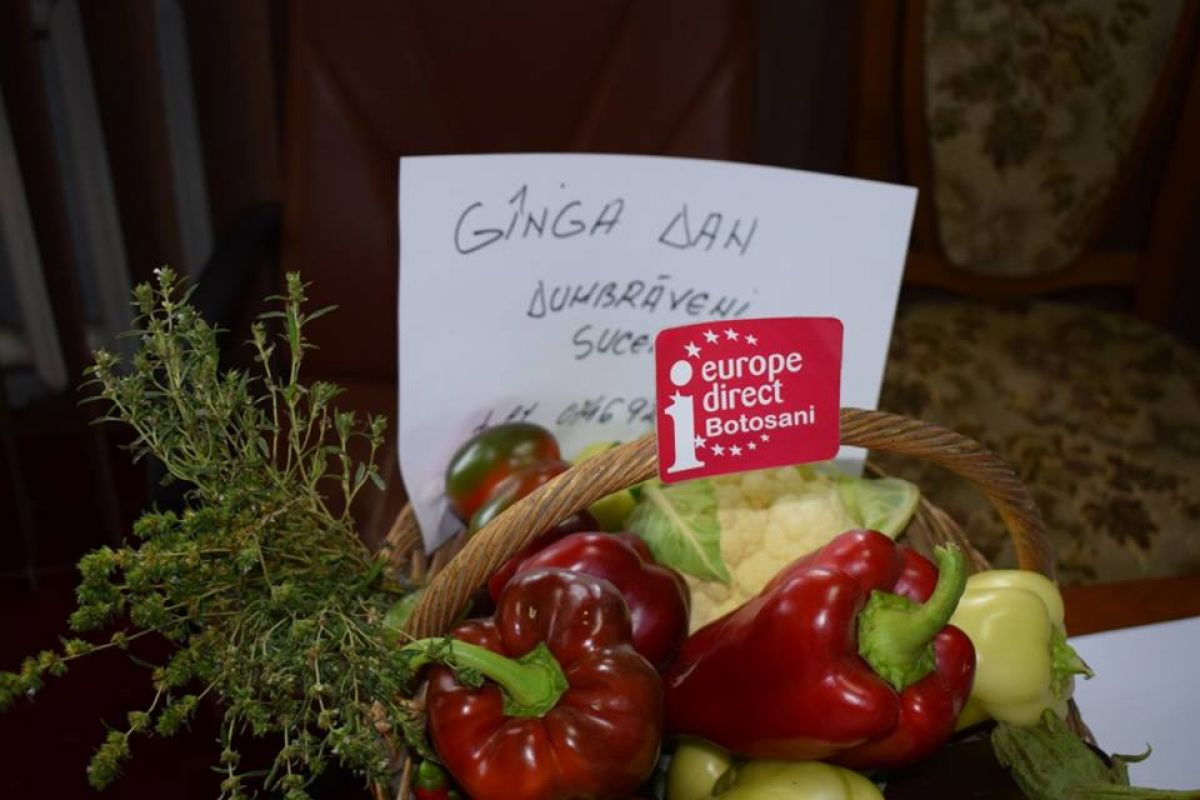 GÎNGA DAN
DUMBRĂVENI
europe
direct
Botosani